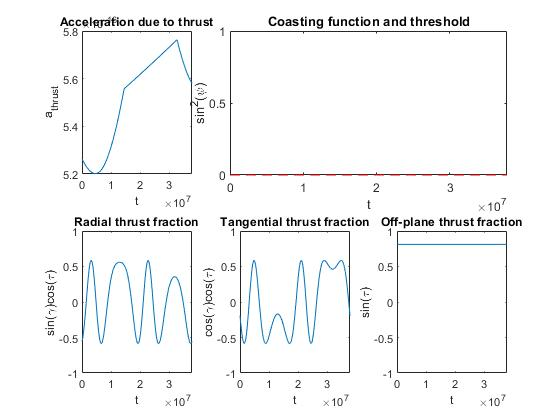 Acceleration due to thrust
a_thrust
5.8
5.6
5.4
5.2
0 1 2 3
t
×10^7
Coasting function and threshold
sin^2(ψ)
1
0.5
0
0 1 2 3
t
×10^7
Radial thrust fraction
sin(γ)cos(τ)
1
0.5
0
-0.5
-1
0 1 2 3
t
×10^7
Tangential thrust fraction
cos(γ)cos(τ)
1
0.5
0
-0.5
-1
0 1 2 3
t
×10^7
Off-plane thrust fraction
sin(τ)
1
0.5
0
-0.5
-1
0 1 2 3
t
×10^7